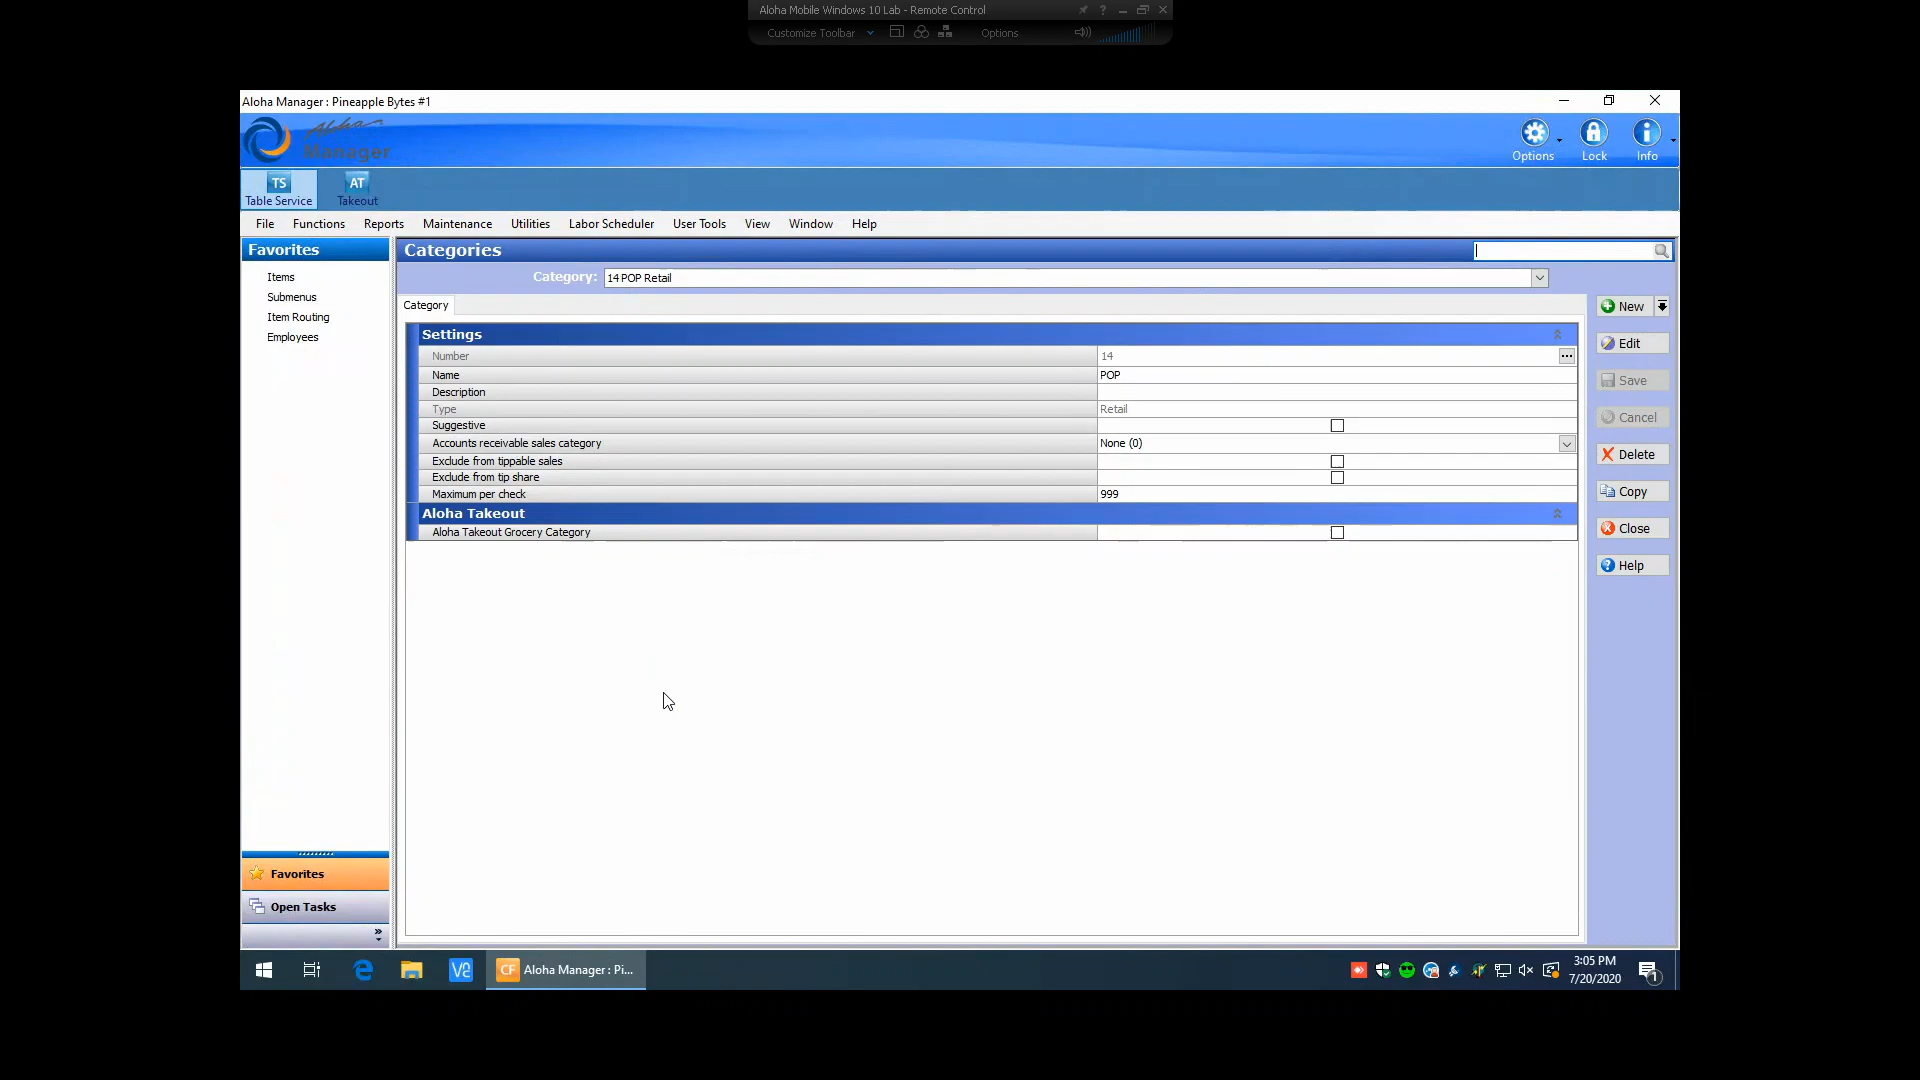 Aloha Mobile Windows 10 Lab - Remote Control
Customize Toolbar
Options
Aloha Manager : Pineapple Bytes #1
Aloha
Manager
Options
Lock
Info
TS
Table Service
AT
Takeout
File Functions Reports Maintenance Utilities Labor Scheduler User Tools View Window Help
Favorites
Items
Submenus
Item Routing
Employees
Favorites
Open Tasks
Categories
Category: 14 POP Retail
Category
Settings
Number 14
Name POP
Description
Type Retail
Suggestive
Accounts receivable sales category None (0)
Exclude from tippable sales
Exclude from tip share
Maximum per check 999
Aloha Takeout
Aloha Takeout Grocery Category
New
Edit
Save
Cancel
Delete
Copy
Close
Help
CF Aloha Manager : Pi...
3:05 PM
7/20/2020
1